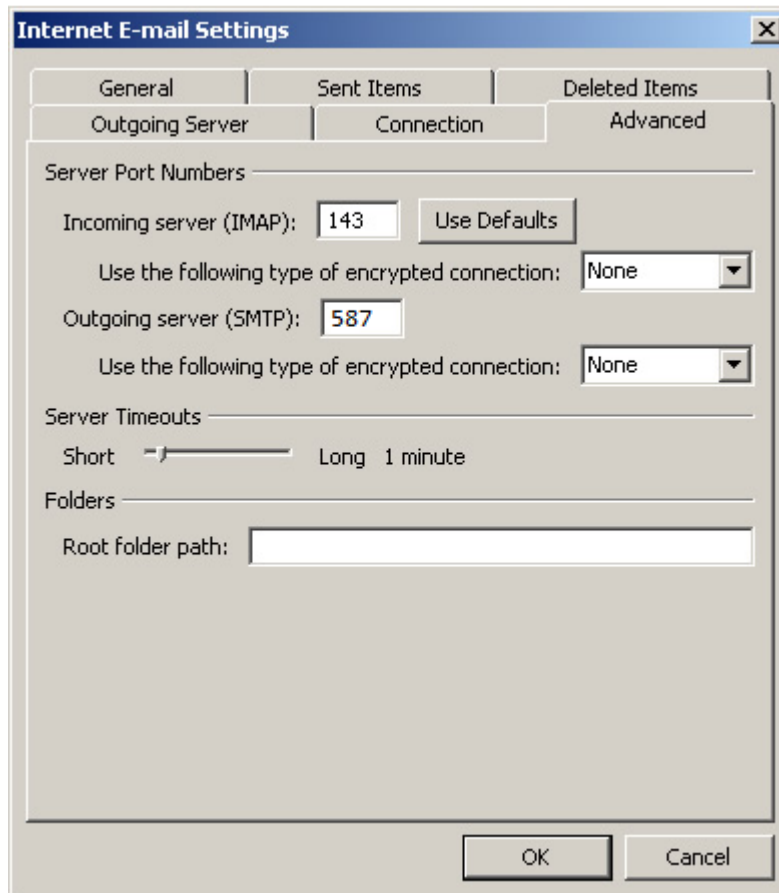 Internet E-mail Settings
General Sent Items Deleted Items
Outgoing Server Connection Advanced
Server Port Numbers
Incoming server (IMAP): 143 Use Defaults
Use the following type of encrypted connection: None
Outgoing server (SMTP): 587
Use the following type of encrypted connection: None
Server Timeouts
Short Long 1 minute
Folders
Root folder path:
OK Cancel